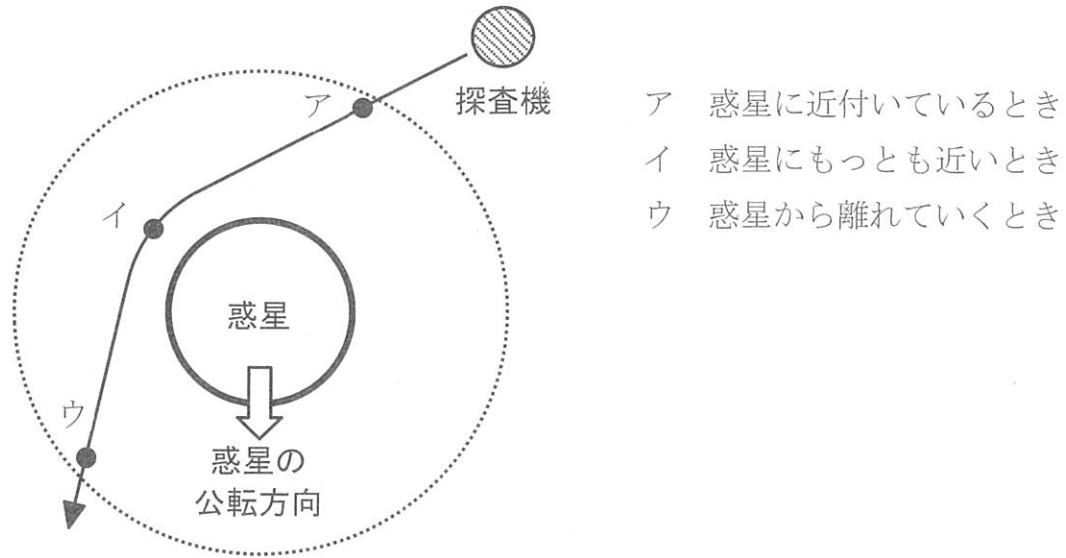 ア
探査機
イ
惑星
ウ
惑星の
公転方向
ア 惑星に近付いているとき
イ 惑星にもっとも近いとき
ウ 惑星から離れていくとき